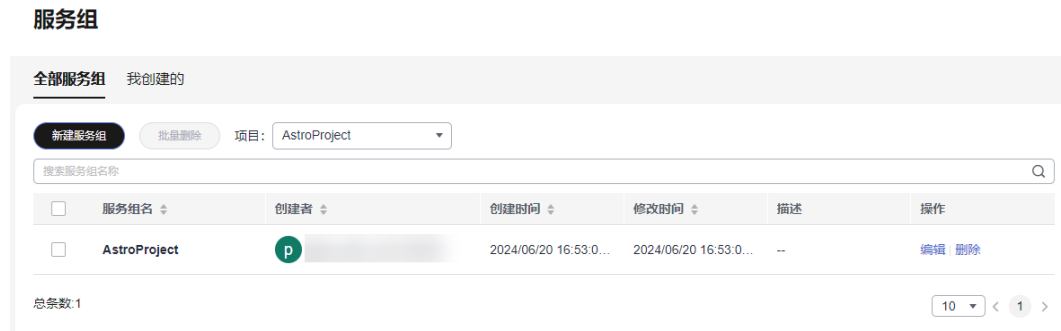 服务组
全部服务组 我创建的
新建服务组 批量删除 项目: AstroProject
搜索服务组名称
服务组名 创建者 创建时间 修改时间 描述 操作
AstroProject p 2024/06/20 16:53:0... 2024/06/20 16:53:0... -- 编辑 删除
总条数:1 10 < 1 >